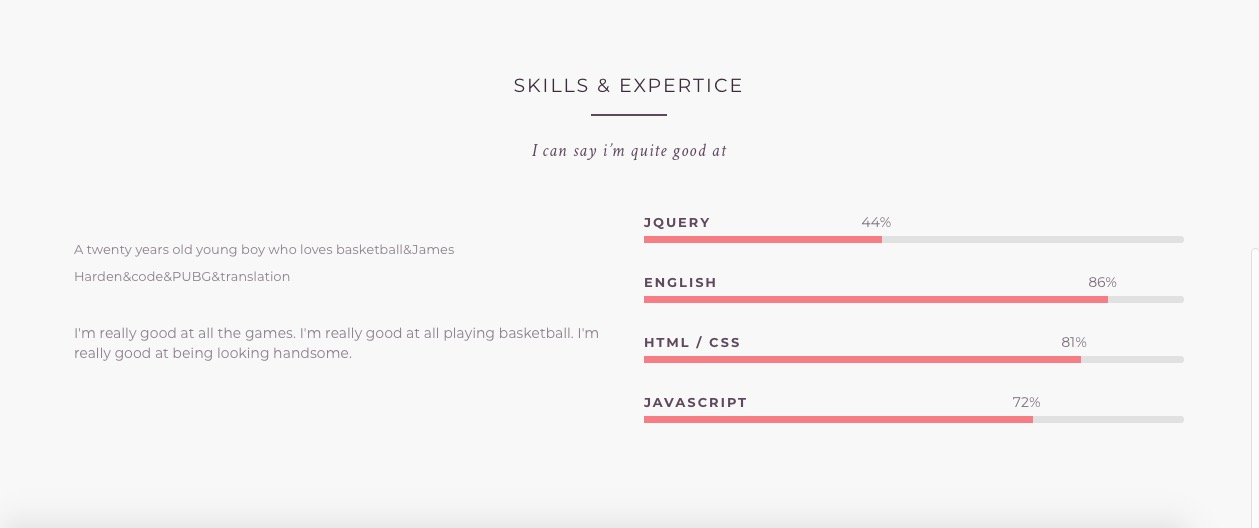 SKILLS & EXPERTICE
I can say i'm quite good at
A twenty years old young boy who loves basketball&James
Harden&code&PUBG&translation
I'm really good at all the games. I'm really good at all playing basketball. I'm
really good at being looking handsome.
JQUERY 44%
ENGLISH 86%
HTML / CSS 81%
JAVASCRIPT 72%